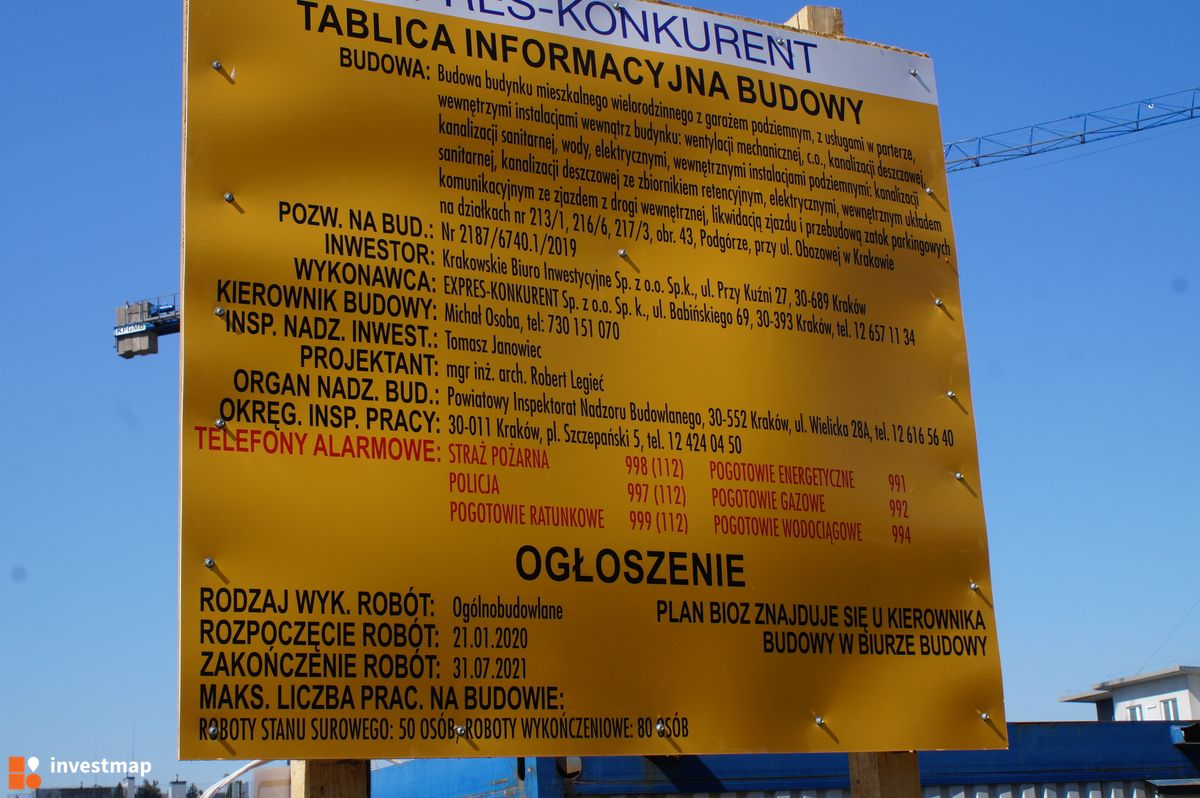 PRES-KONKURENT
TABLICA INFORMACYJNA BUDOWY
BUDOWA: Budowa budynku mieszkalnego wielorodzinnego z garażem podziemnym, z usługami w parterze,
wewnętrzymi instalacjami wewnątrz budynku: wentylacji mechanicznej, c.o., kanalizacji deszczowej,
kanalizacji sanitarnej, wody, elektrycznymi, wewnętrznymi instalacjami podziemnymi: kanalizacji
sanitarnej, kanalizacji deszczowej ze zbiornikiem retencyjnym, elektrycznymi, wewnętrznym układem
komunikacyjnym ze zjazdem z drogi wewnętrznej, likwidacją zjazdu i przebudową zatok parkingowych
na działkach nr 213/1, 216/6, 217/3, obr. 43, Podgórze, przy ul. Obozowej w Krakowie
POZW. NA BUD.: Nr 2187/6740.1/2019
INWESTOR: Krakowskie Biuro Inwestycyjne Sp. z o.o. Sp.k., ul. Przy Kuźni 27, 30-689 Kraków
WYKONAWCA: EXPRES-KONKURENT Sp. z o.o. Sp. k., ul. Babińskiego 69, 30-393 Kraków, tel. 12 657 11 34
KIEROWNIK BUDOWY: Michał Osoba, tel: 730 151 070
INSP. NADZ. INWEST.: Tomasz Janowiec
PROJEKTANT: mgr inż. arch. Robert Legieć
ORGAN NADZ. BUD.: Powiatowy Inspektorat Nadzoru Budowlanego, 30-552 Kraków, ul. Wielicka 28A, tel. 12 616 56 40
OKRĘG. INSP. PRACY: 30-011 Kraków, pl. Szczepański 5, tel. 12 424 04 50
TELEFONY ALARMOWE: STRAŻ POŻARNA 998 (112) POGOTOWIE ENERGETYCZNE 991
POLICJA 997 (112) POGOTOWIE GAZOWE 992
POGOTOWIE RATUNKOWE 999 (112) POGOTOWIE WODOCIĄGOWE 994
OGŁOSZENIE
RODZAJ WYK. ROBÓT: Ogólnobudowlane
ROZPOCZĘCIE ROBÓT: 21.01.2020
ZAKOŃCZENIE ROBÓT: 31.07.2021
PLAN BIOZ ZNAJDUJE SIĘ U KIEROWNIKA
BUDOWY W BIURZE BUDOWY
MAKS. LICZBA PRAC. NA BUDOWIE:
ROBOTY STANU SUROWEGO: 50 OSÓB, ROBOTY WYKOŃCZENIOWE: 80 OSÓB
KPGMB
investmap